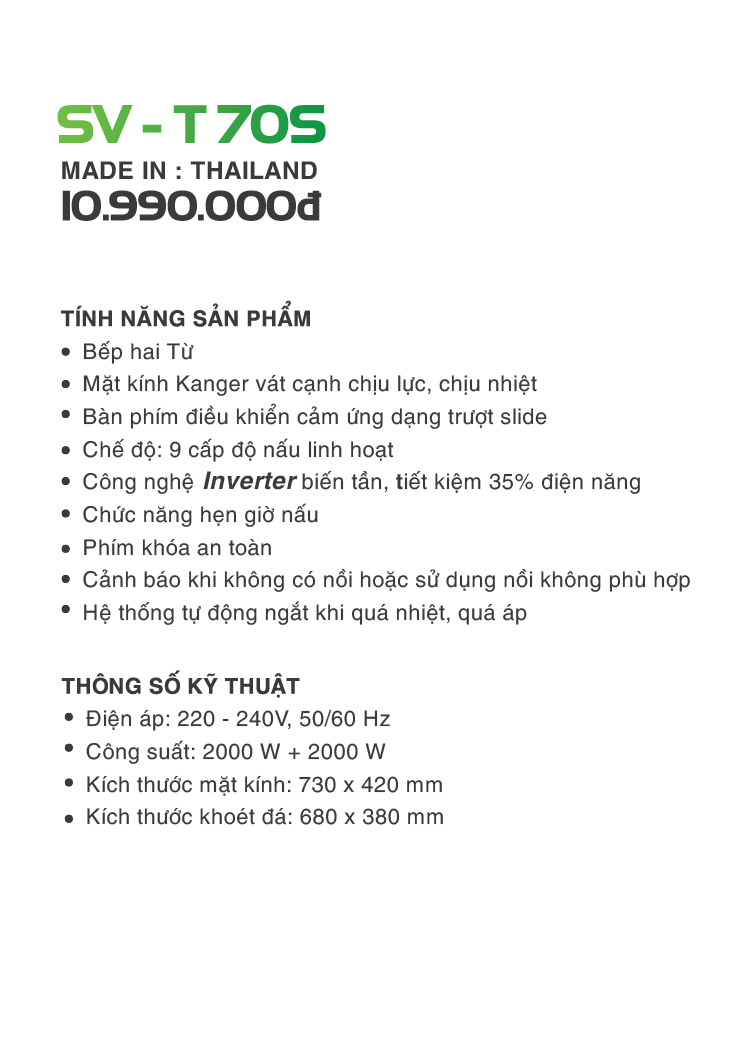 SV - T 70S
MADE IN : THAILAND
10.990.000đ
TÍNH NĂNG SẢN PHẨM
• Bếp hai Từ
• Mặt kính Kanger vát cạnh chịu lực, chịu nhiệt
• Bàn phím điều khiển cảm ứng dạng trượt slide
• Chế độ: 9 cấp độ nấu linh hoạt
• Công nghệ Inverter biến tần, tiết kiệm 35% điện năng
• Chức năng hẹn giờ nấu
• Phím khóa an toàn
• Cảnh báo khi không có nồi hoặc sử dụng nồi không phù hợp
• Hệ thống tự động ngắt khi quá nhiệt, quá áp
THÔNG SỐ KỸ THUẬT
• Điện áp: 220 - 240V, 50/60 Hz
• Công suất: 2000 W + 2000 W
• Kích thước mặt kính: 730 x 420 mm
• Kích thước khoét đá: 680 x 380 mm